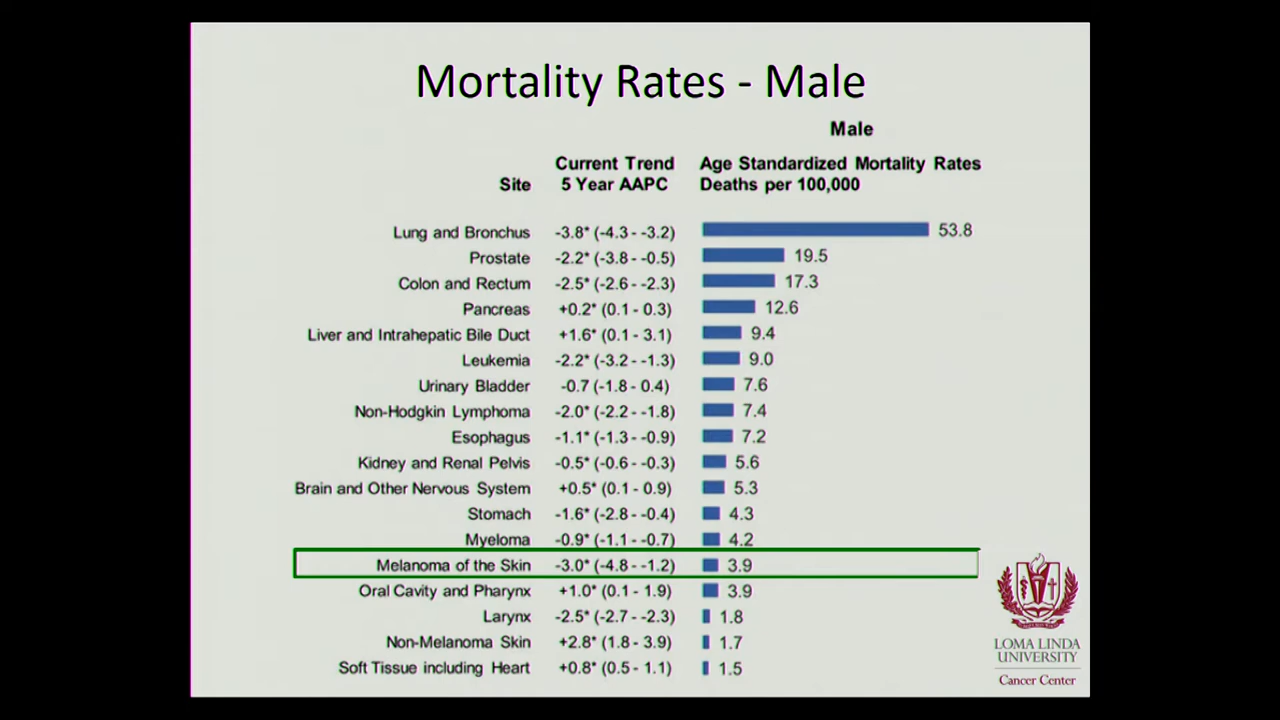 Mortality Rates - Male
Male
Current Trend Age Standardized Mortality Rates
Site 5 Year AAPC Deaths per 100,000
Lung and Bronchus -3.8* (-4.3 - -3.2) 53.8
Prostate -2.2* (-3.8 - -0.5) 19.5
Colon and Rectum -2.5* (-2.6 - -2.3) 17.3
Pancreas +0.2* (0.1 - 0.3) 12.6
Liver and Intrahepatic Bile Duct +1.6* (0.1 - 3.1) 9.4
Leukemia -2.2* (-3.2 - -1.3) 9.0
Urinary Bladder -0.7 (-1.8 - 0.4) 7.6
Non-Hodgkin Lymphoma -2.0* (-2.2 - -1.8) 7.4
Esophagus -1.1* (-1.3 - -0.9) 7.2
Kidney and Renal Pelvis -0.5* (-0.6 - -0.3) 5.6
Brain and Other Nervous System +0.5* (0.1 - 0.9) 5.3
Stomach -1.6* (-2.8 - -0.4) 4.3
Myeloma -0.9* (-1.1 - -0.7) 4.2
Melanoma of the Skin -3.0* (-4.8 - -1.2) 3.9
Oral Cavity and Pharynx +1.0* (0.1 - 1.9) 3.9
Larynx -2.5* (-2.7 - -2.3) 1.8
Non-Melanoma Skin +2.8* (1.8 - 3.9) 1.7
Soft Tissue including Heart +0.8* (0.5 - 1.1) 1.5
LOMA LINDA
UNIVERSITY
Cancer Center